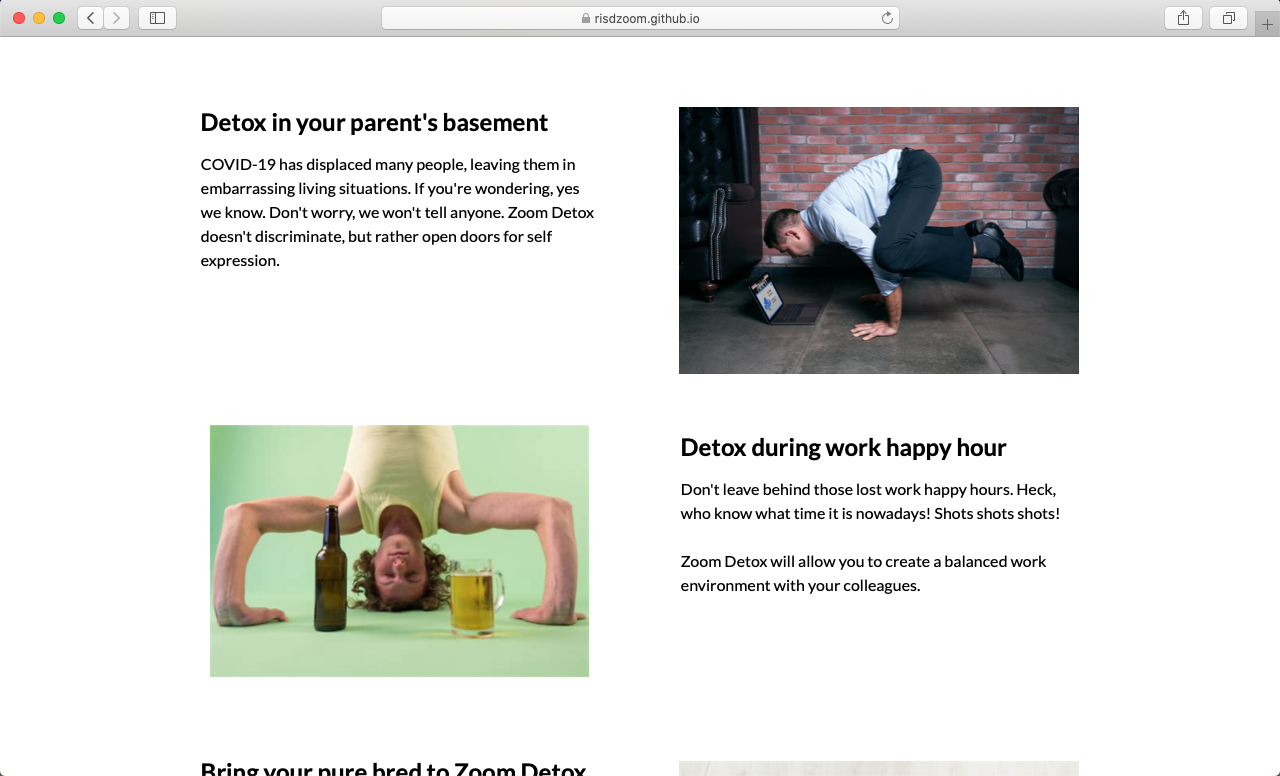 risdzoom.github.io
Detox in your parent's basement
COVID-19 has displaced many people, leaving them in
embarrassing living situations. If you're wondering, yes
we know. Don't worry, we won't tell anyone. Zoom Detox
doesn't discriminate, but rather open doors for self
expression.
Detox during work happy hour
Don't leave behind those lost work happy hours. Heck,
who know what time it is nowadays! Shots shots shots!
Zoom Detox will allow you to create a balanced work
environment with your colleagues.
Bring your pure bred to Zoom Detox